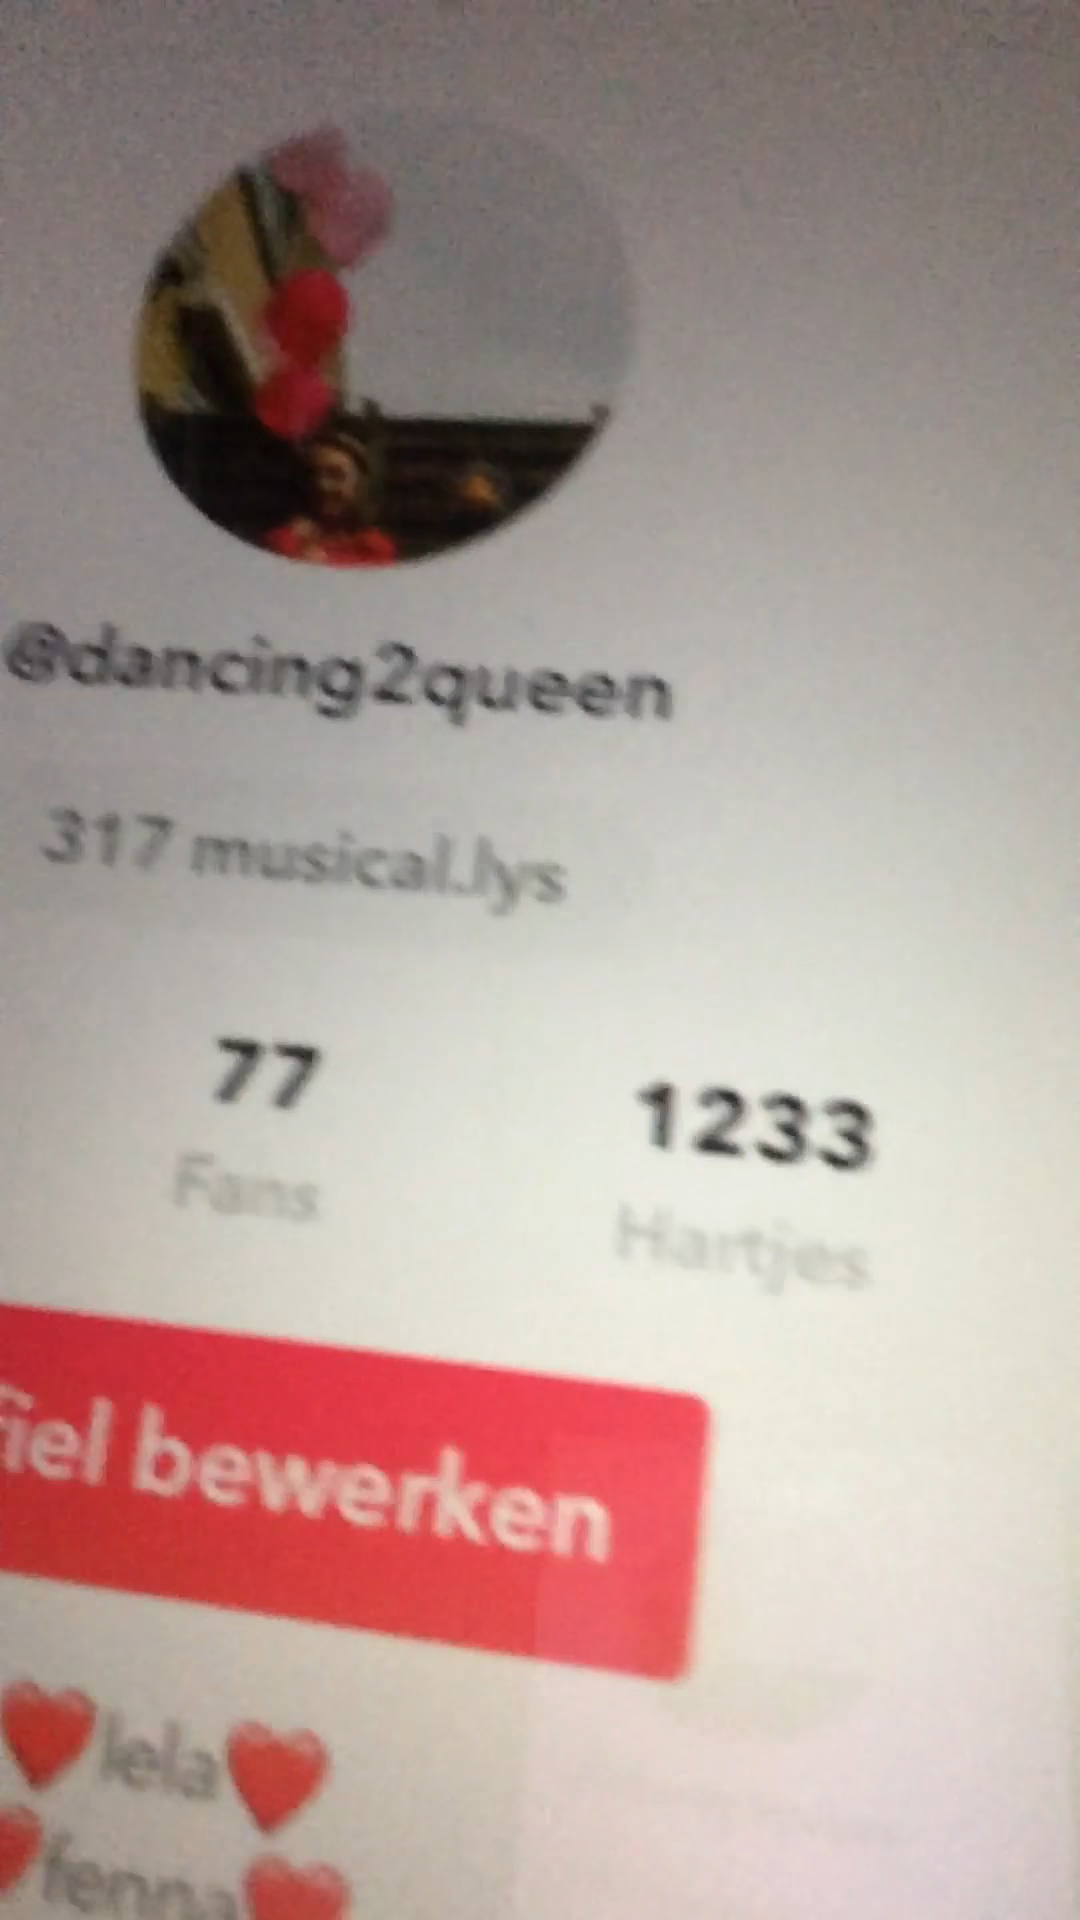 @dancing2queen
317 musical.lys
77 1233
Fans Hartjes
fiel bewerken
❤️lela❤️
❤️fenna❤️